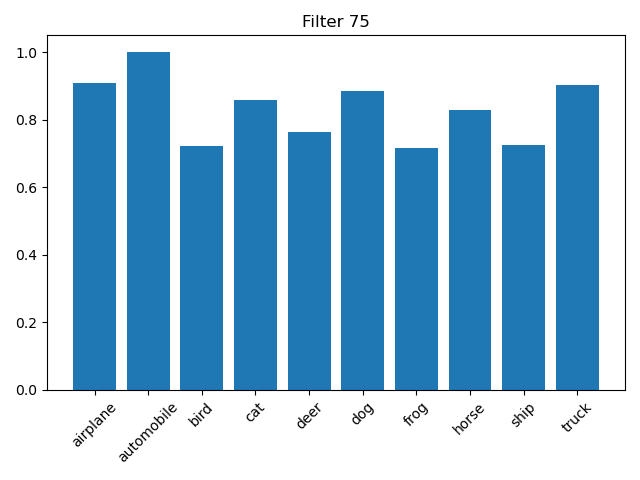 Filter 75
1.0
0.8
0.6
0.4
0.2
0.0
airplane
automobile
bird
cat
deer
dog
frog
horse
ship
truck